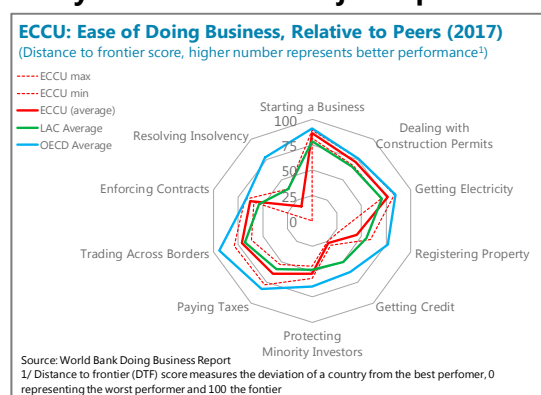 ECCU: Ease of Doing Business, Relative to Peers (2017)
(Distance to frontier score, higher number represents better performance¹)
ECCU max
ECCU min
ECCU (average)
LAC Average
OECD Average
100
75
50
25
0
Starting a Business
Dealing with
Construction Permits
Getting Electricity
Registering Property
Getting Credit
Protecting
Minority Investors
Paying Taxes
Trading Across Borders
Enforcing Contracts
Resolving Insolvency
Source: World Bank Doing Business Report
1/ Distance to frontier (DTF) score measures the deviation of a country from the best perfomer, 0
representing the worst performer and 100 the fontier